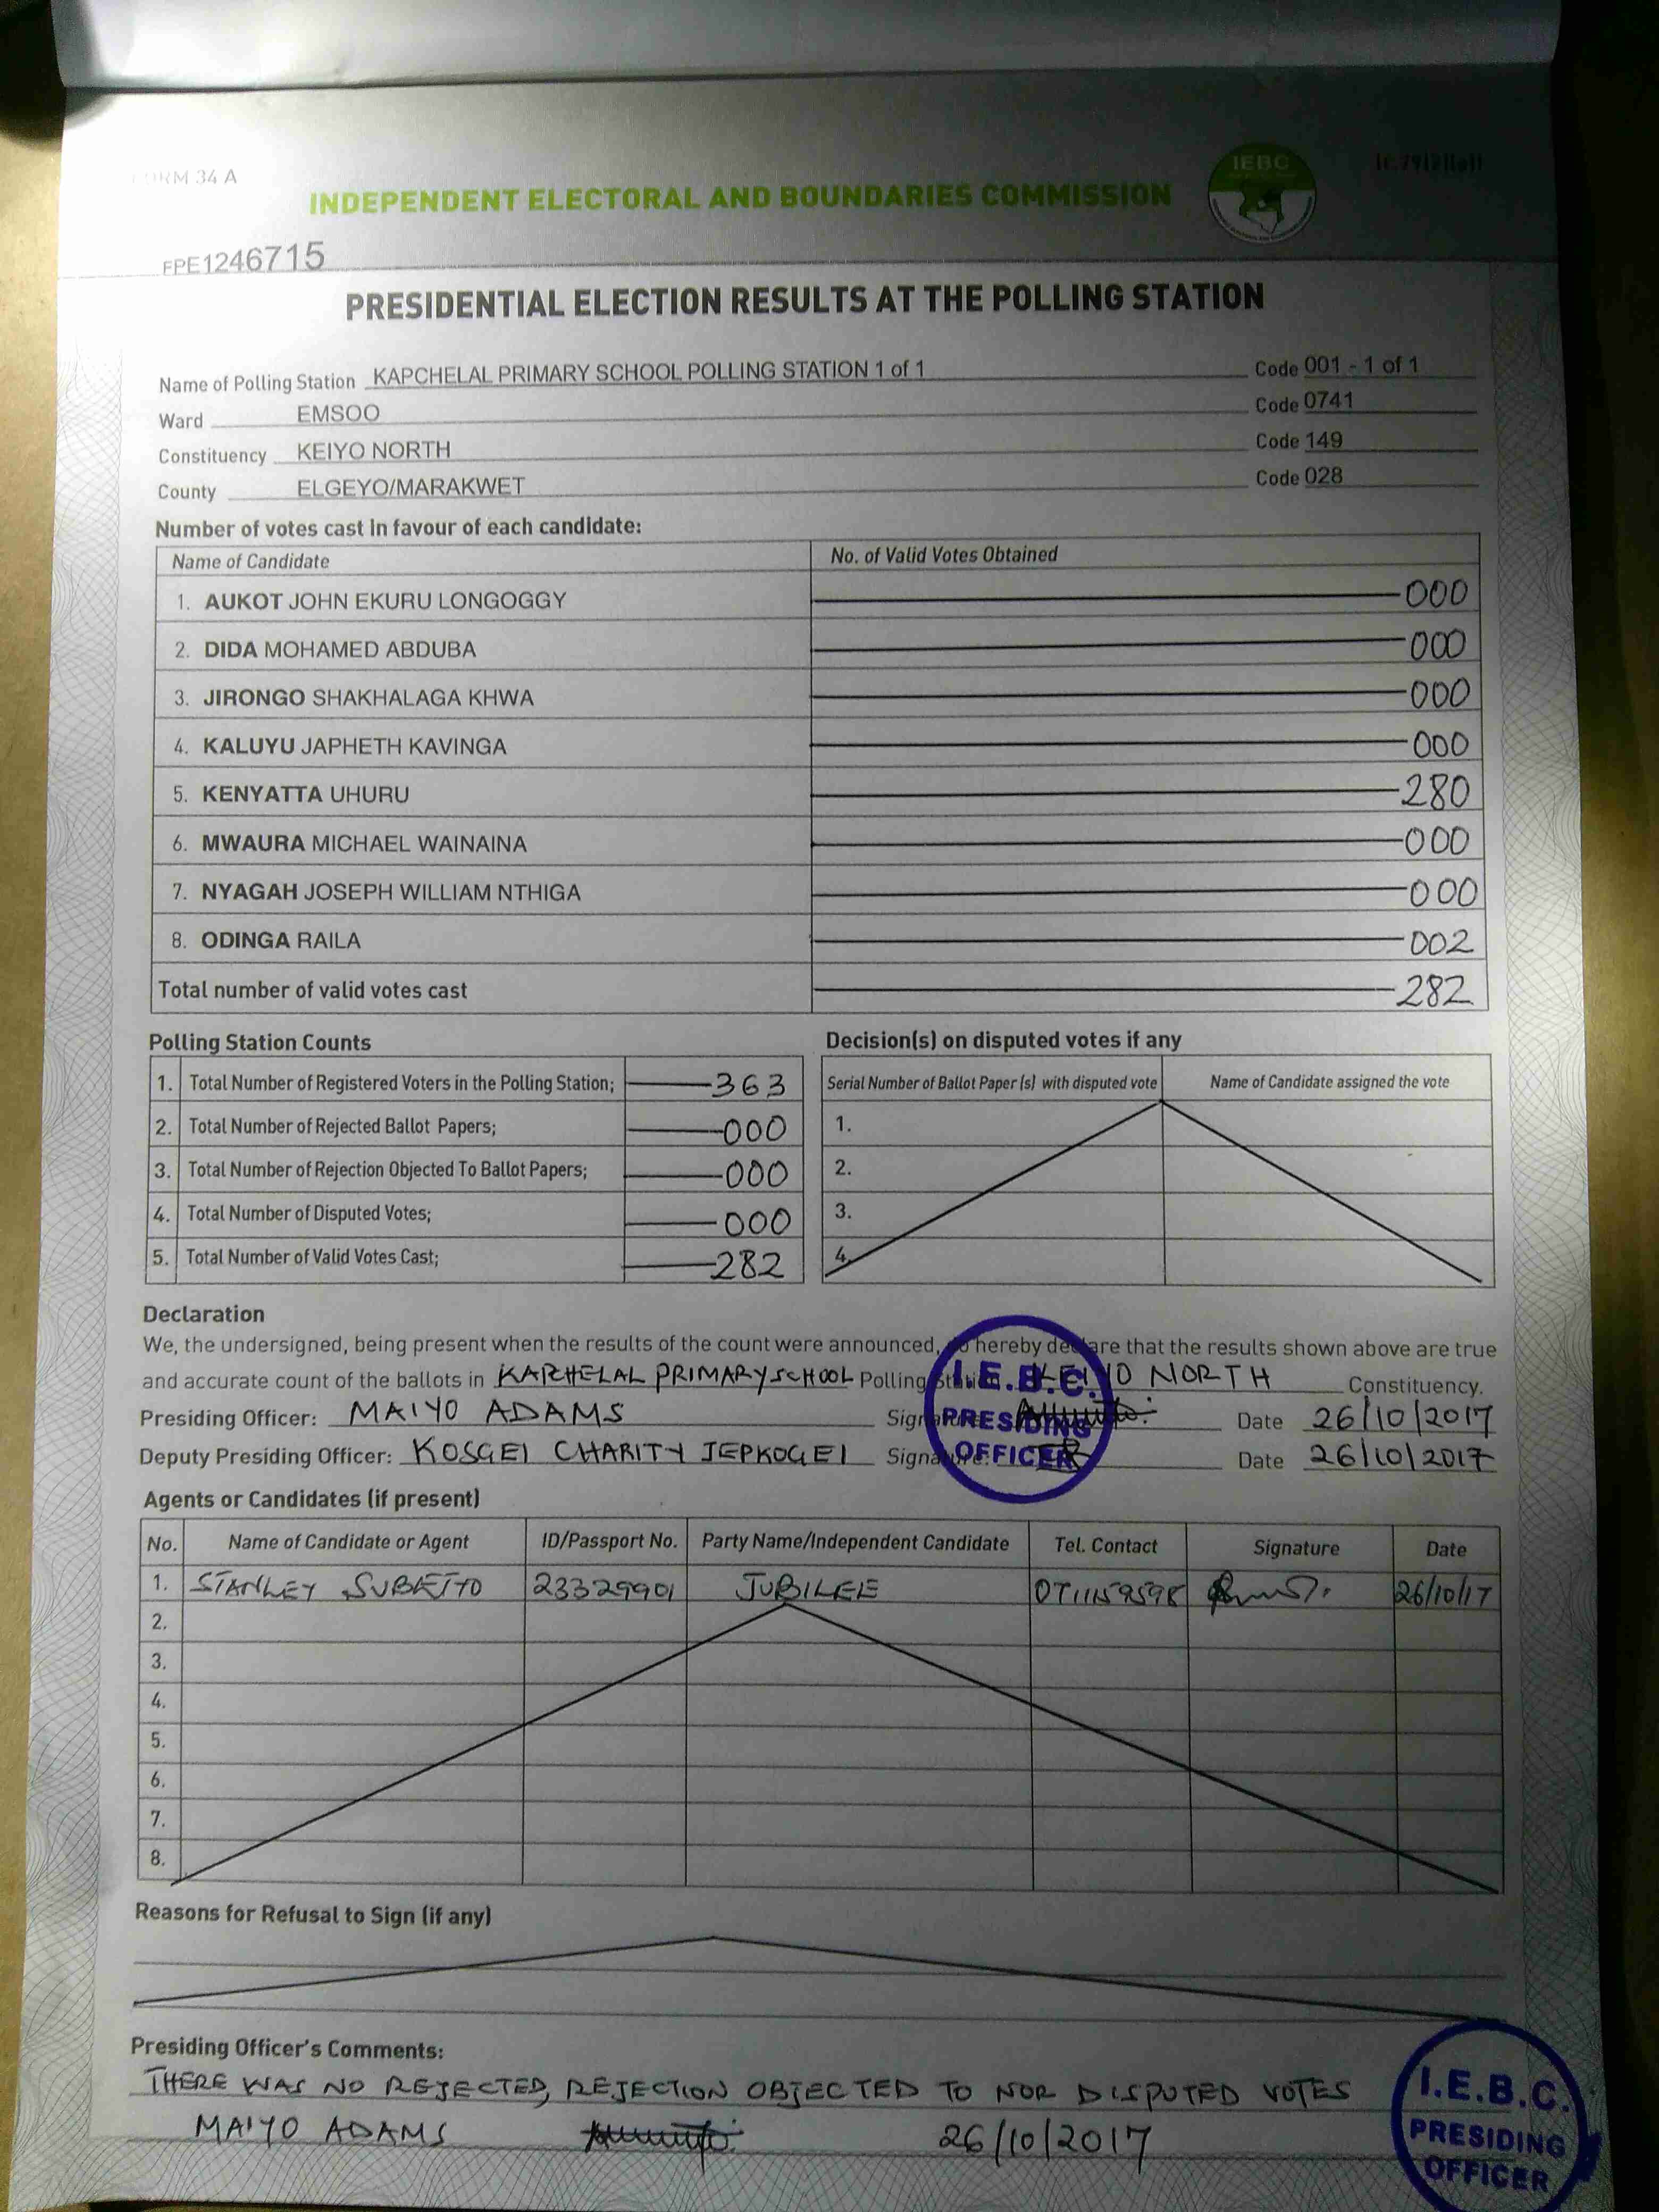 FORM 34 A
IEBC
INDEPENDENT ELECTORAL AND BOUNDARIES COMMISSION
FPE1246715
PRESIDENTIAL ELECTION RESULTS AT THE POLLING STATION
Name of Polling Station KAPCHELAL PRIMARY SCHOOL POLLING STATION 1 of 1 Code 001 - 1 of 1
Ward EMSOO Code 0741
Constituency KEIYO NORTH Code 149
County ELGEYO/MARAKWET Code 028
Number of votes cast in favour of each candidate:
Name of Candidate No. of Valid Votes Obtained
1. AUKOT JOHN EKURU LONGOGGY 000
2. DIDA MOHAMED ABDUBA 000
3. JIRONGO SHAKHALAGA KHWA 000
4. KALUYU JAPHETH KAVINGA 000
5. KENYATTA UHURU 280
6. MWAURA MICHAEL WAINAINA 000
7. NYAGAH JOSEPH WILLIAM NTHIGA 000
8. ODINGA RAILA 002
Total number of valid votes cast 282
Polling Station Counts
1. Total Number of Registered Voters in the Polling Station; 363
2. Total Number of Rejected Ballot Papers; 000
3. Total Number of Rejection Objected To Ballot Papers; 000
4. Total Number of Disputed Votes; 000
5. Total Number of Valid Votes Cast; 282
Decision(s) on disputed votes if any
Serial Number of Ballot Paper (s) with disputed vote Name of Candidate assigned the vote
1.
2.
3.
4.
Declaration
We, the undersigned, being present when the results of the count were announced, do hereby declare that the results shown above are true
and accurate count of the ballots in KAPCHELAL PRIMARY SCHOOL Polling Station KEIYO NORTH Constituency.
Presiding Officer: MAIYO ADAMS Signature: Date 26/10/2017
Deputy Presiding Officer: KOSGEI CHARITY JEPKOGEI Signature: Date 26/10/2017
I.E.B.C.
PRESIDING
OFFICER
Agents or Candidates (if present)
No. Name of Candidate or Agent ID/Passport No. Party Name/Independent Candidate Tel. Contact Signature Date
1. STANLEY 23329901 JUBILEE 0711159598 26/10/17
2.
3.
4.
5.
6.
7.
8.
Reasons for Refusal to Sign (if any)
Presiding Officer's Comments:
THERE WAS NO REJECTED, REJECTION OBJECTED TO NOR DISPUTED VOTES
MAIYO ADAMS 26/10/2017
I.E.B.C.
PRESIDING
OFFICER